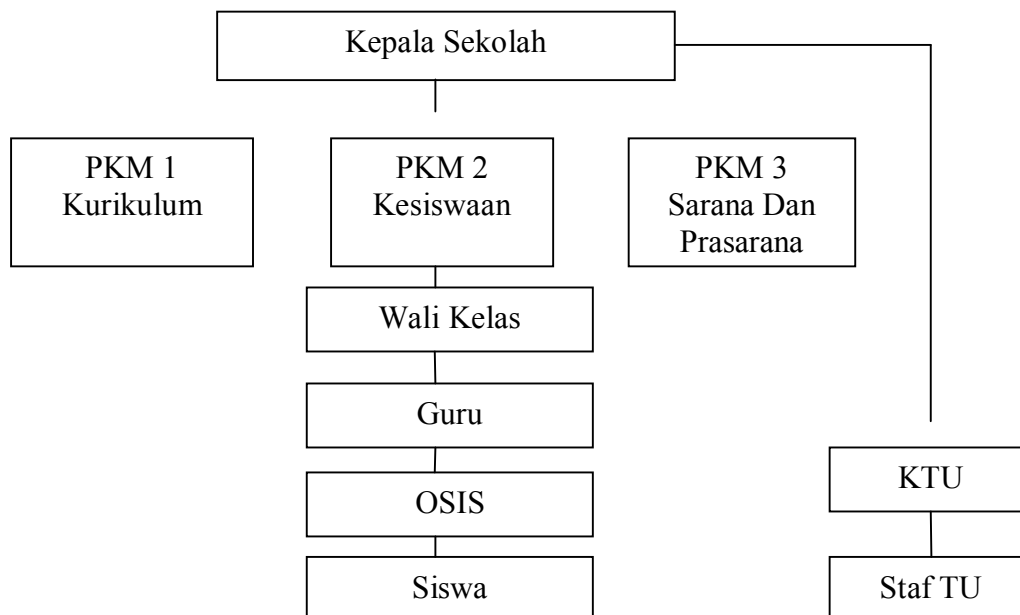 Kepala Sekolah
PKM 1
Kurikulum
PKM 2
Kesiswaan
PKM 3
Sarana Dan
Prasarana
Wali Kelas
Guru
OSIS
Siswa
KTU
Staf TU